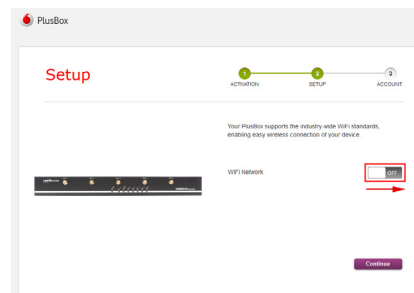 PlusBox
Setup
1
2
3
ACTIVATION
SETUP
ACCOUNT
Your PlusBox supports the industry-wide WiFi standards,
enabling easy wireless connection of your device.
WiFi Network
OFF
Continue